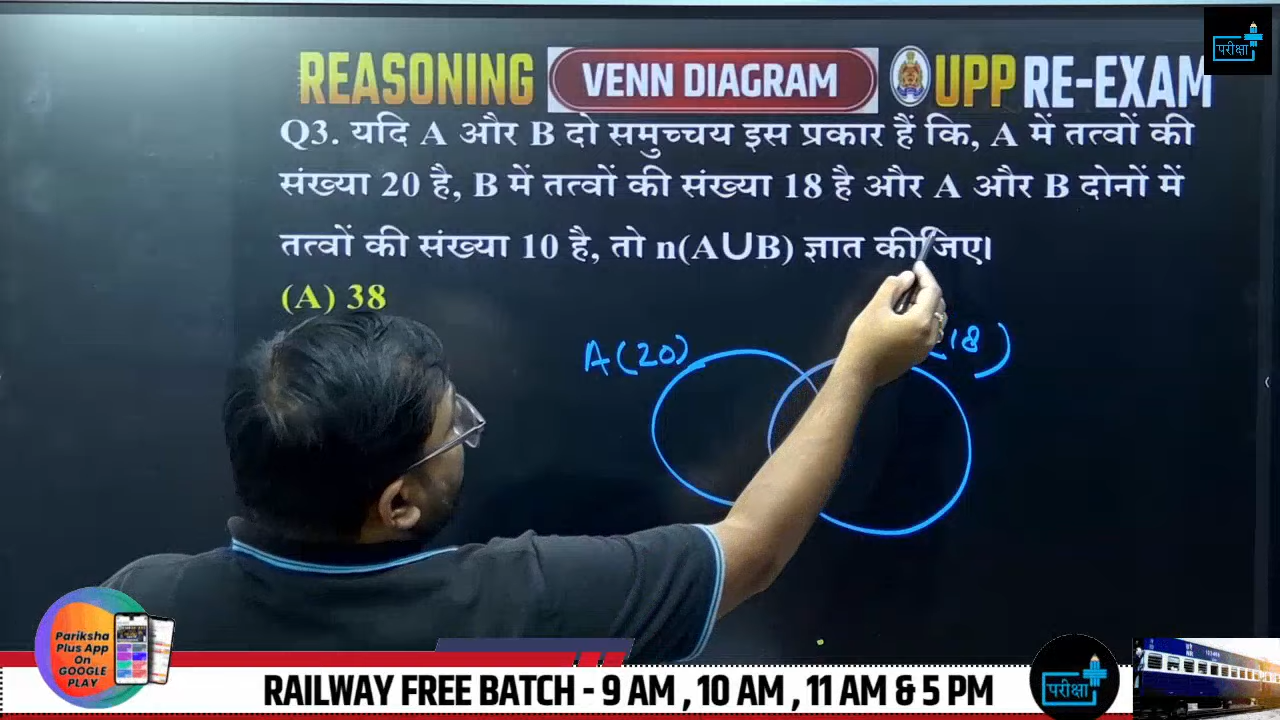 परीक्षा
REASONING VENN DIAGRAM UPP RE-EXAM
Q3. यदि A और B दो समुच्चय इस प्रकार हैं कि, A में तत्वों की
संख्या 20 है, B में तत्वों की संख्या 18 है और A और B दोनों में
तत्वों की संख्या 10 है, तो n(A∪B) ज्ञात कीजिए।
(A) 38
A(20)
(18)
Pariksha
Plus App
On
GOOGLE
PLAY
RAILWAY FREE BATCH - 9 AM , 10 AM , 11 AM & 5 PM
परीक्षा